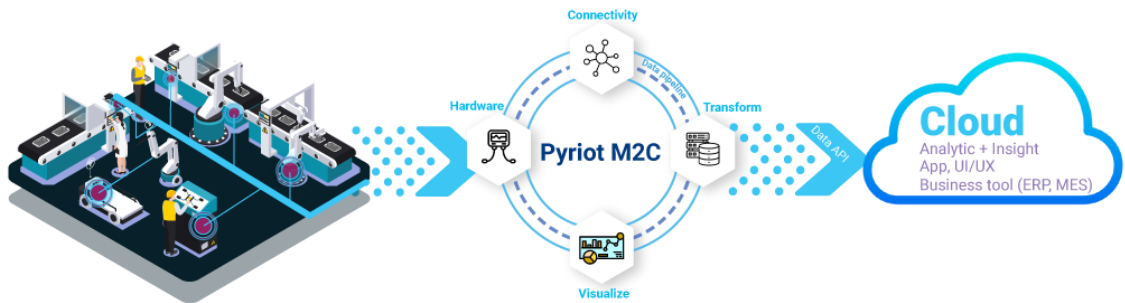 Connectivity
Data pipeline
Hardware
Transform
Pyriot M2C
Visualize
Data API
Cloud
Analytic + Insight
App, UI/UX
Business tool (ERP, MES)